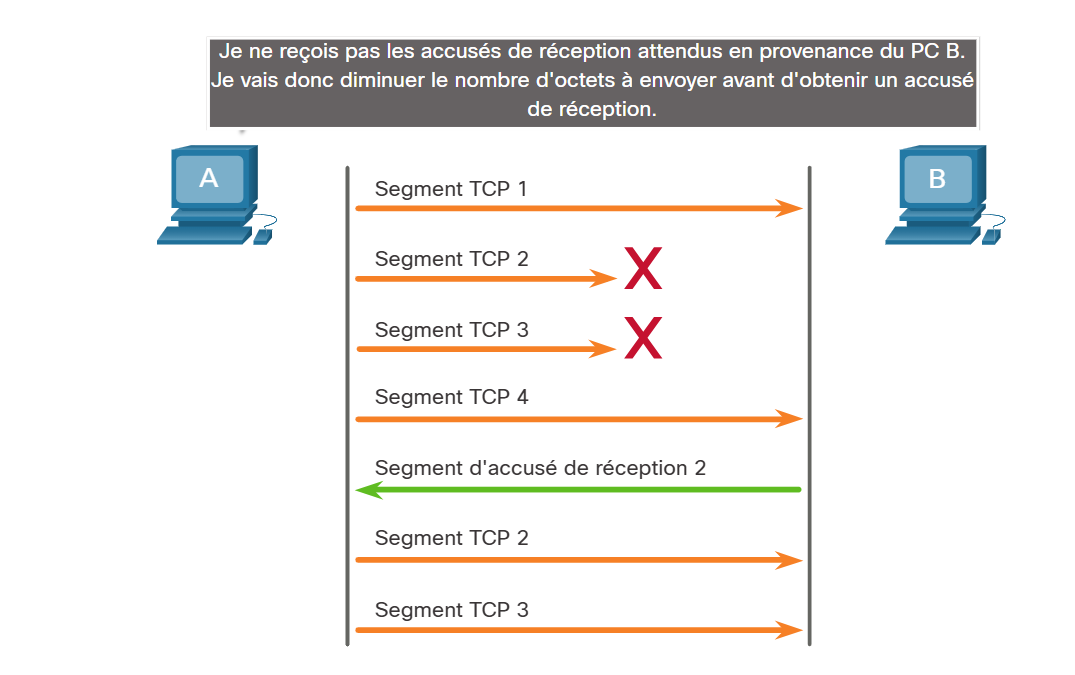 Je ne reçois pas les accusés de réception attendus en provenance du PC B.
Je vais donc diminuer le nombre d'octets à envoyer avant d'obtenir un accusé
de réception.
A
B
Segment TCP 1
Segment TCP 2
X
Segment TCP 3
X
Segment TCP 4
Segment d'accusé de réception 2
Segment TCP 2
Segment TCP 3